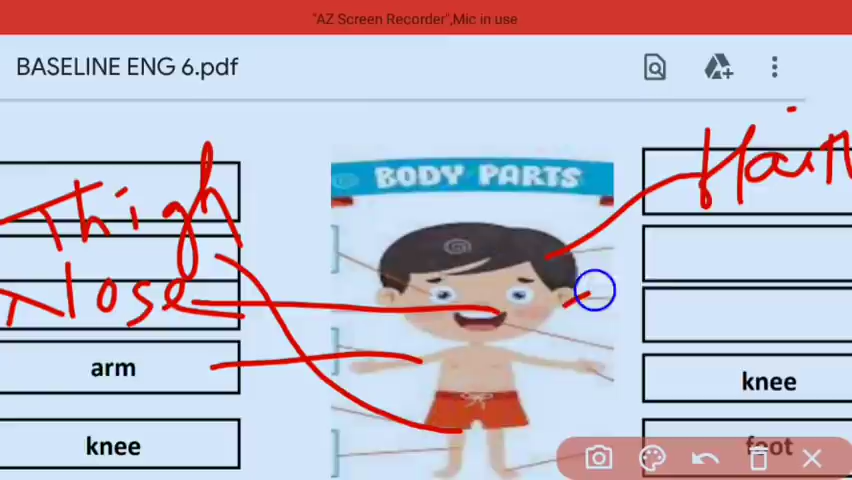 "AZ Screen Recorder",Mic in use
BASELINE ENG 6.pdf
BODY PARTS
Thigh
Nose
Hair
arm
knee
knee
foot